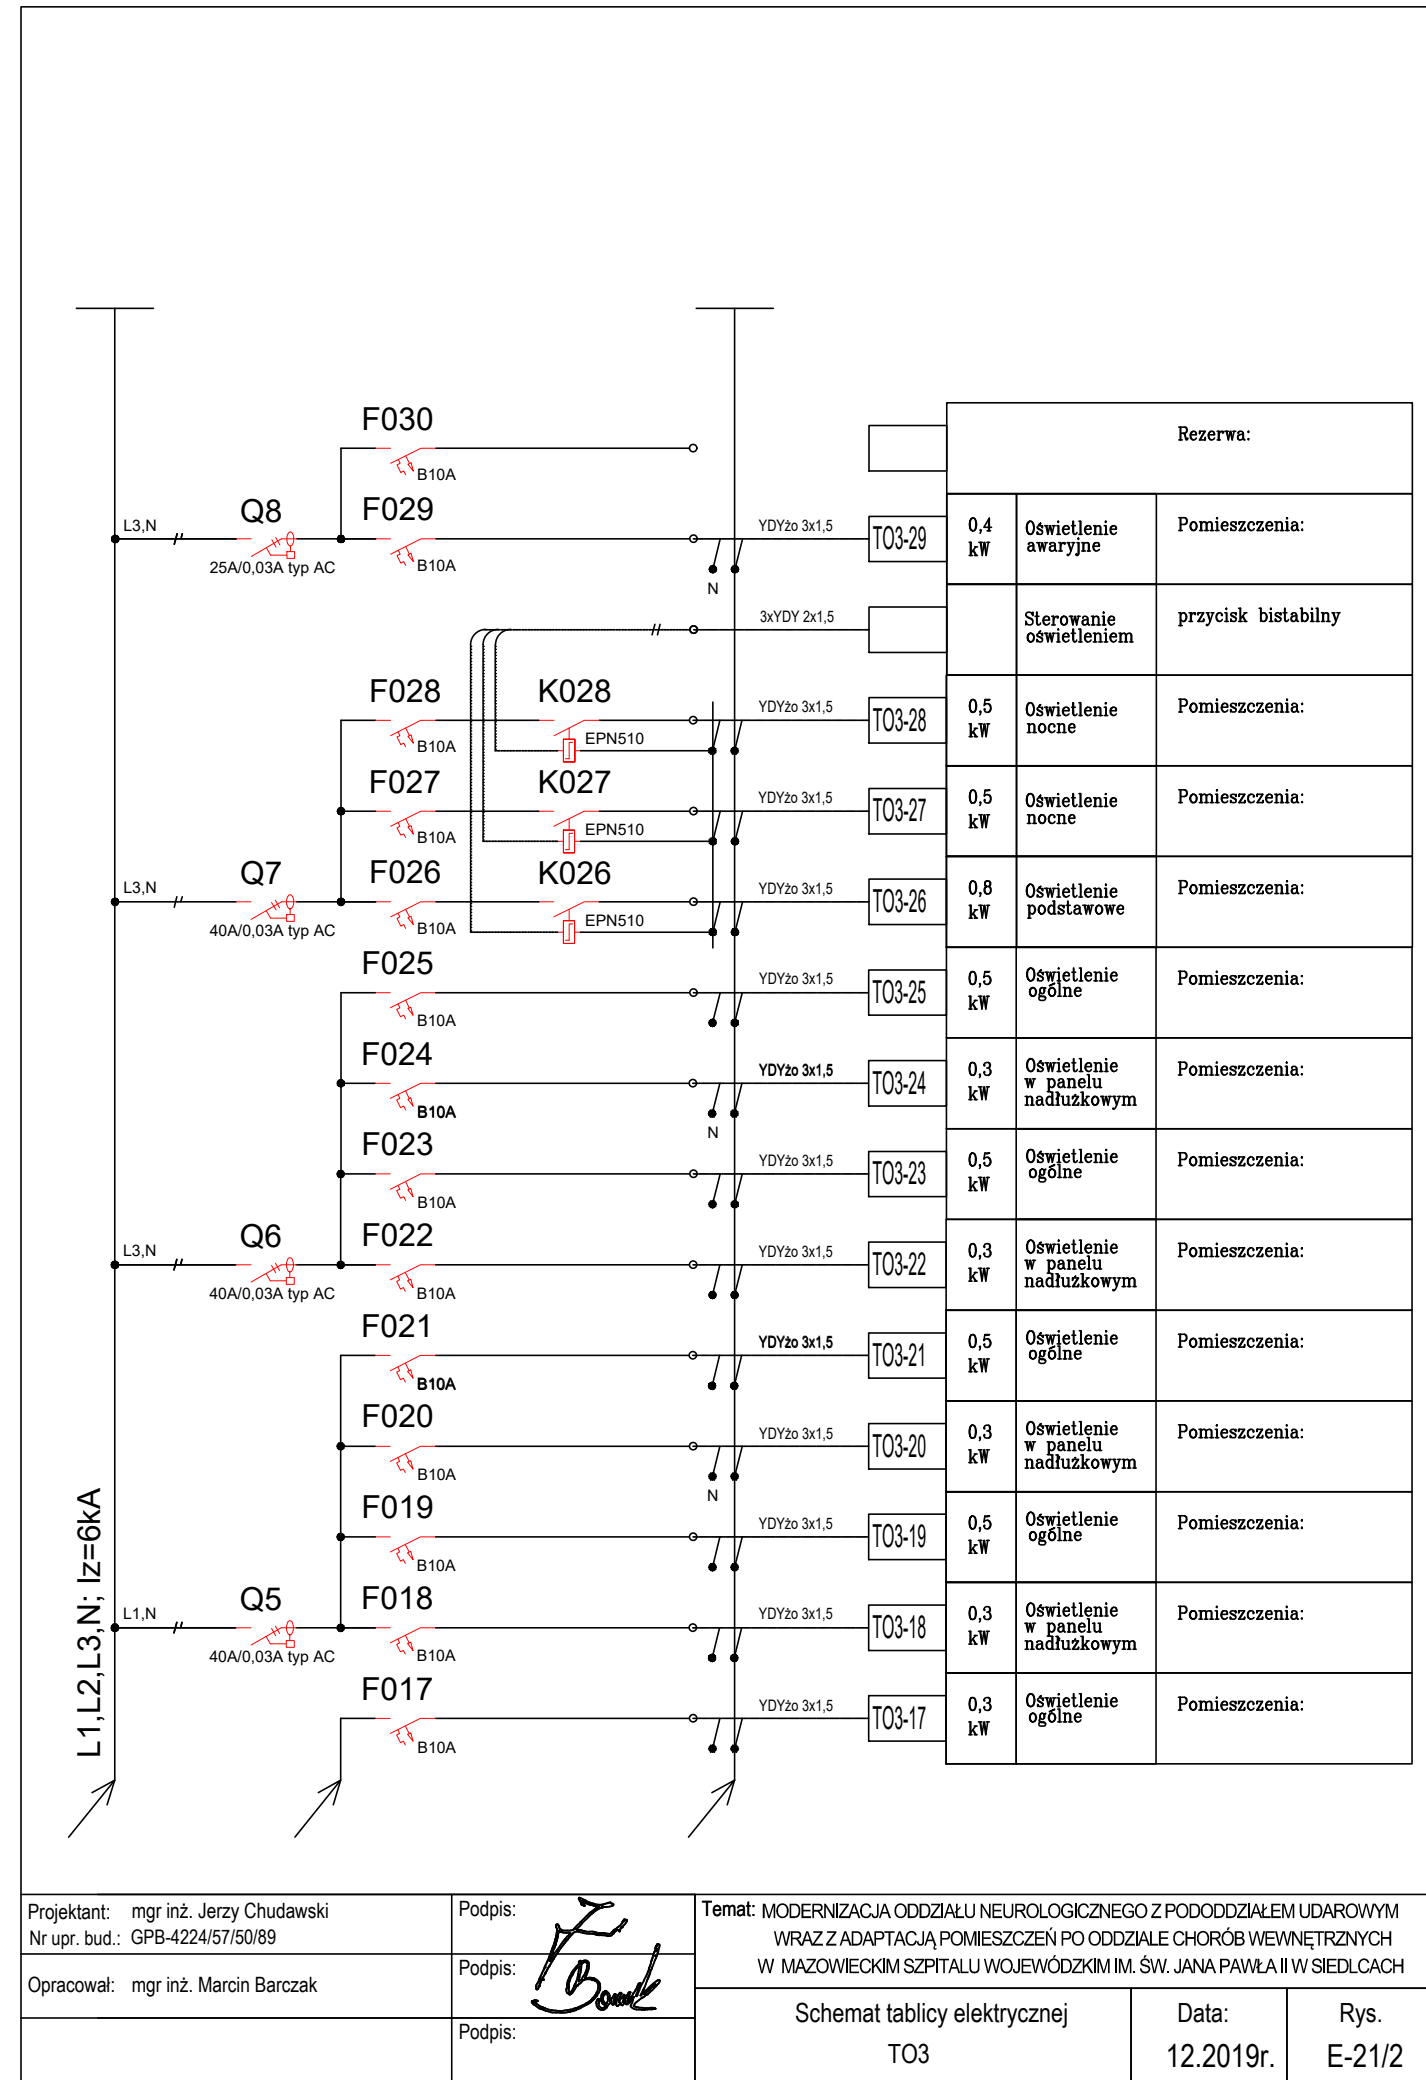 F030
B10A
Rezerwa:
L3,N
Q8
25A/0,03A typ AC
F029
B10A
N
YDYżo 3x1,5
TO3-29
0,4
kW
Oświetlenie
awaryjne
Pomieszczenia:
3xYDY 2x1,5
Sterowanie
oświetleniem
przycisk bistabilny
F028
B10A
K028
EPN510
YDYżo 3x1,5
TO3-28
0,5
kW
Oświetlenie
nocne
Pomieszczenia:
F027
B10A
K027
EPN510
YDYżo 3x1,5
TO3-27
0,5
kW
Oświetlenie
nocne
Pomieszczenia:
L3,N
Q7
40A/0,03A typ AC
F026
B10A
K026
EPN510
YDYżo 3x1,5
TO3-26
0,8
kW
Oświetlenie
podstawowe
Pomieszczenia:
F025
B10A
YDYżo 3x1,5
TO3-25
0,5
kW
Oświetlenie
ogólne
Pomieszczenia:
F024
B10A
N
YDYżo 3x1,5
TO3-24
0,3
kW
Oświetlenie
w panelu
nadłużkowym
Pomieszczenia:
F023
B10A
YDYżo 3x1,5
TO3-23
0,5
kW
Oświetlenie
ogólne
Pomieszczenia:
L3,N
Q6
40A/0,03A typ AC
F022
B10A
YDYżo 3x1,5
TO3-22
0,3
kW
Oświetlenie
w panelu
nadłużkowym
Pomieszczenia:
F021
B10A
YDYżo 3x1,5
TO3-21
0,5
kW
Oświetlenie
ogólne
Pomieszczenia:
F020
B10A
N
YDYżo 3x1,5
TO3-20
0,3
kW
Oświetlenie
w panelu
nadłużkowym
Pomieszczenia:
F019
B10A
YDYżo 3x1,5
TO3-19
0,5
kW
Oświetlenie
ogólne
Pomieszczenia:
L1,N
Q5
40A/0,03A typ AC
F018
B10A
YDYżo 3x1,5
TO3-18
0,3
kW
Oświetlenie
w panelu
nadłużkowym
Pomieszczenia:
F017
B10A
YDYżo 3x1,5
TO3-17
0,3
kW
Oświetlenie
ogólne
Pomieszczenia:
L1,L2,L3,N; Iz=6kA
Projektant: mgr inż. Jerzy Chudawski
Nr upr. bud.: GPB-4224/57/50/89
Podpis:
Opracował: mgr inż. Marcin Barczak
Podpis:
Podpis:
Temat: MODERNIZACJA ODDZIAŁU NEUROLOGICZNEGO Z PODODDZIAŁEM UDAROWYM
WRAZ Z ADAPTACJĄ POMIESZCZEŃ PO ODDZIALE CHORÓB WEWNĘTRZNYCH
W MAZOWIECKIM SZPITALU WOJEWÓDZKIM IM. ŚW. JANA PAWŁA II W SIEDLCACH
Schemat tablicy elektrycznej
TO3
Data:
12.2019r.
Rys.
E-21/2